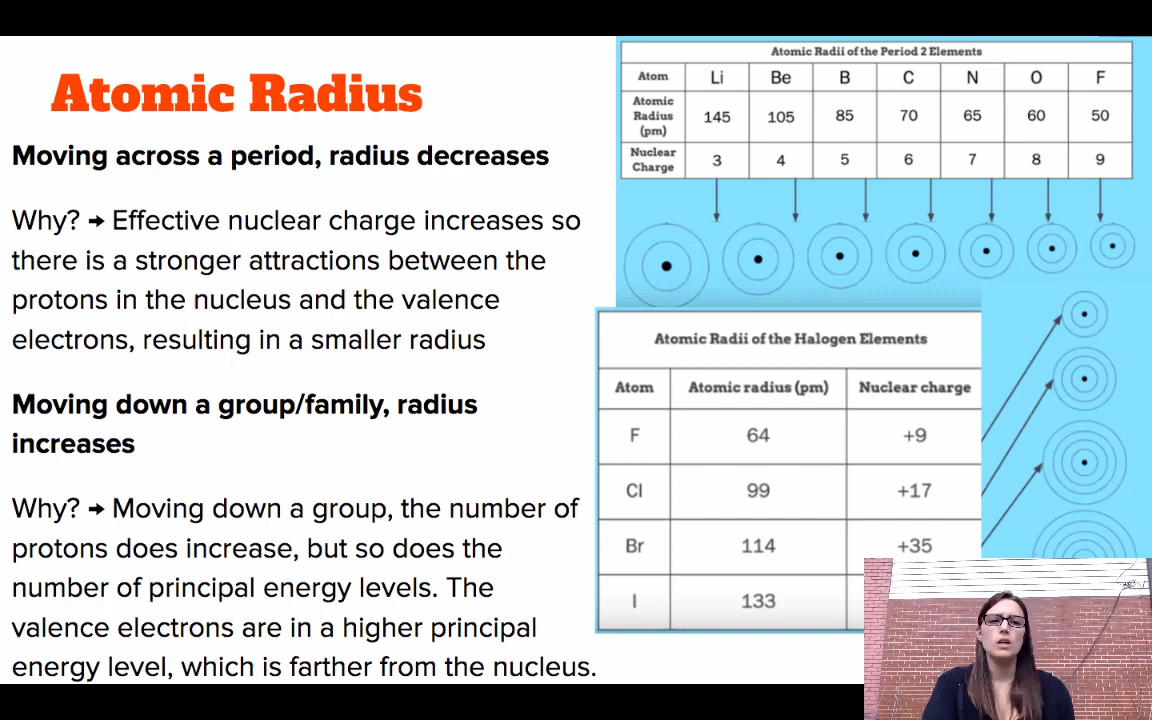 Atomic Radius
Moving across a period, radius decreases
Why? → Effective nuclear charge increases so
there is a stronger attractions between the
protons in the nucleus and the valence
electrons, resulting in a smaller radius
Moving down a group/family, radius
increases
Why? → Moving down a group, the number of
protons does increase, but so does the
number of principal energy levels. The
valence electrons are in a higher principal
energy level, which is farther from the nucleus.
Atomic Radii of the Period 2 Elements
Atom Li Be B C N O F
Atomic
Radius
(pm) 145 105 85 70 65 60 50
Nuclear
Charge 3 4 5 6 7 8 9
Atomic Radii of the Halogen Elements
Atom Atomic radius (pm) Nuclear charge
F 64 +9
Cl 99 +17
Br 114 +35
I 133